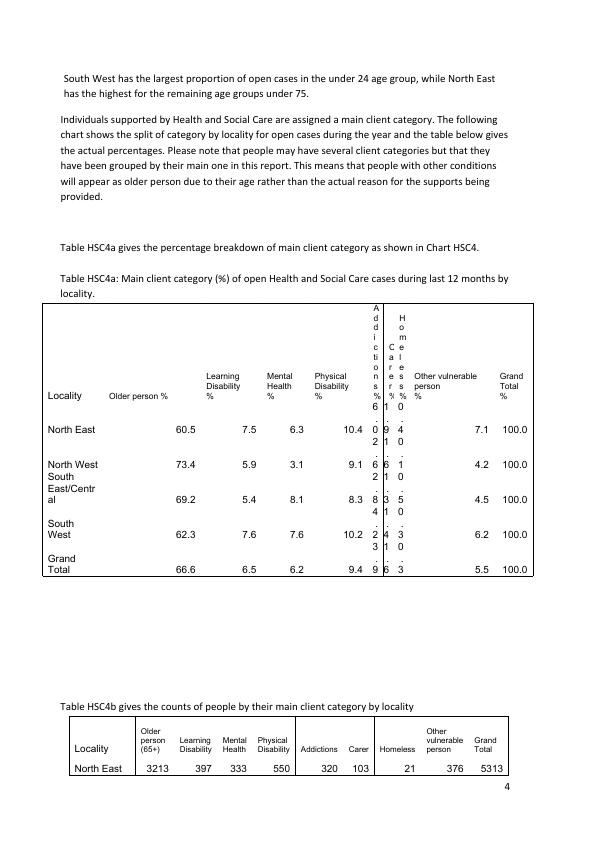 South West has the largest proportion of open cases in the under 24 age group, while North East
has the highest for the remaining age groups under 75.
Individuals supported by Health and Social Care are assigned a main client category. The following
chart shows the split of category by locality for open cases during the year and the table below gives
the actual percentages. Please note that people may have several client categories but that they
have been grouped by their main one in this report. This means that people with other conditions
will appear as older person due to their age rather than the actual reason for the supports being
provided.
Table HSC4a gives the percentage breakdown of main client category as shown in Chart HSC4.
Table HSC4a: Main client category (%) of open Health and Social Care cases during last 12 months by
locality.
Locality Older person % Learning Disability % Mental Health % Physical Disability % Addictions % Carer % Homeless % Other vulnerable person % Grand Total %
North East 60.5 7.5 6.3 10.4 6.0 1.9 0.4 7.1 100.0
North West 73.4 5.9 3.1 9.1 2.6 1.6 0.1 4.2 100.0
South East/Central 69.2 5.4 8.1 8.3 2.8 1.3 0.5 4.5 100.0
South West 62.3 7.6 7.6 10.2 4.2 1.4 0.3 6.2 100.0
Grand Total 66.6 6.5 6.2 9.4 3.9 1.6 0.3 5.5 100.0
Table HSC4b gives the counts of people by their main client category by locality
Locality Older person (65+) Learning Disability Mental Health Physical Disability Addictions Carer Homeless Other vulnerable person Grand Total
North East 3213 397 333 550 320 103 21 376 5313
4